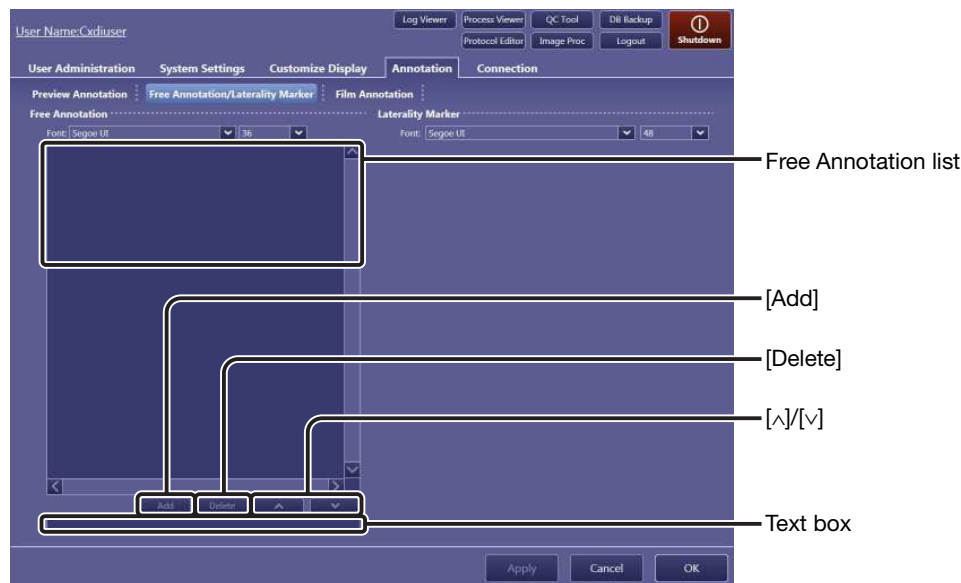 User Name:Cxdiuser
Log Viewer Process Viewer QC Tool DB Backup
Protocol Editor Image Proc Logout
Shutdown
User Administration System Settings Customize Display Annotation Connection
Preview Annotation Free Annotation/Laterality Marker Film Annotation
Free Annotation Laterality Marker
Font: Segoe UI 36 Font: Segoe UI 48
Free Annotation list
[Add]
[Delete]
[∧]/[∨]
Add Delete
Text box
Apply Cancel OK